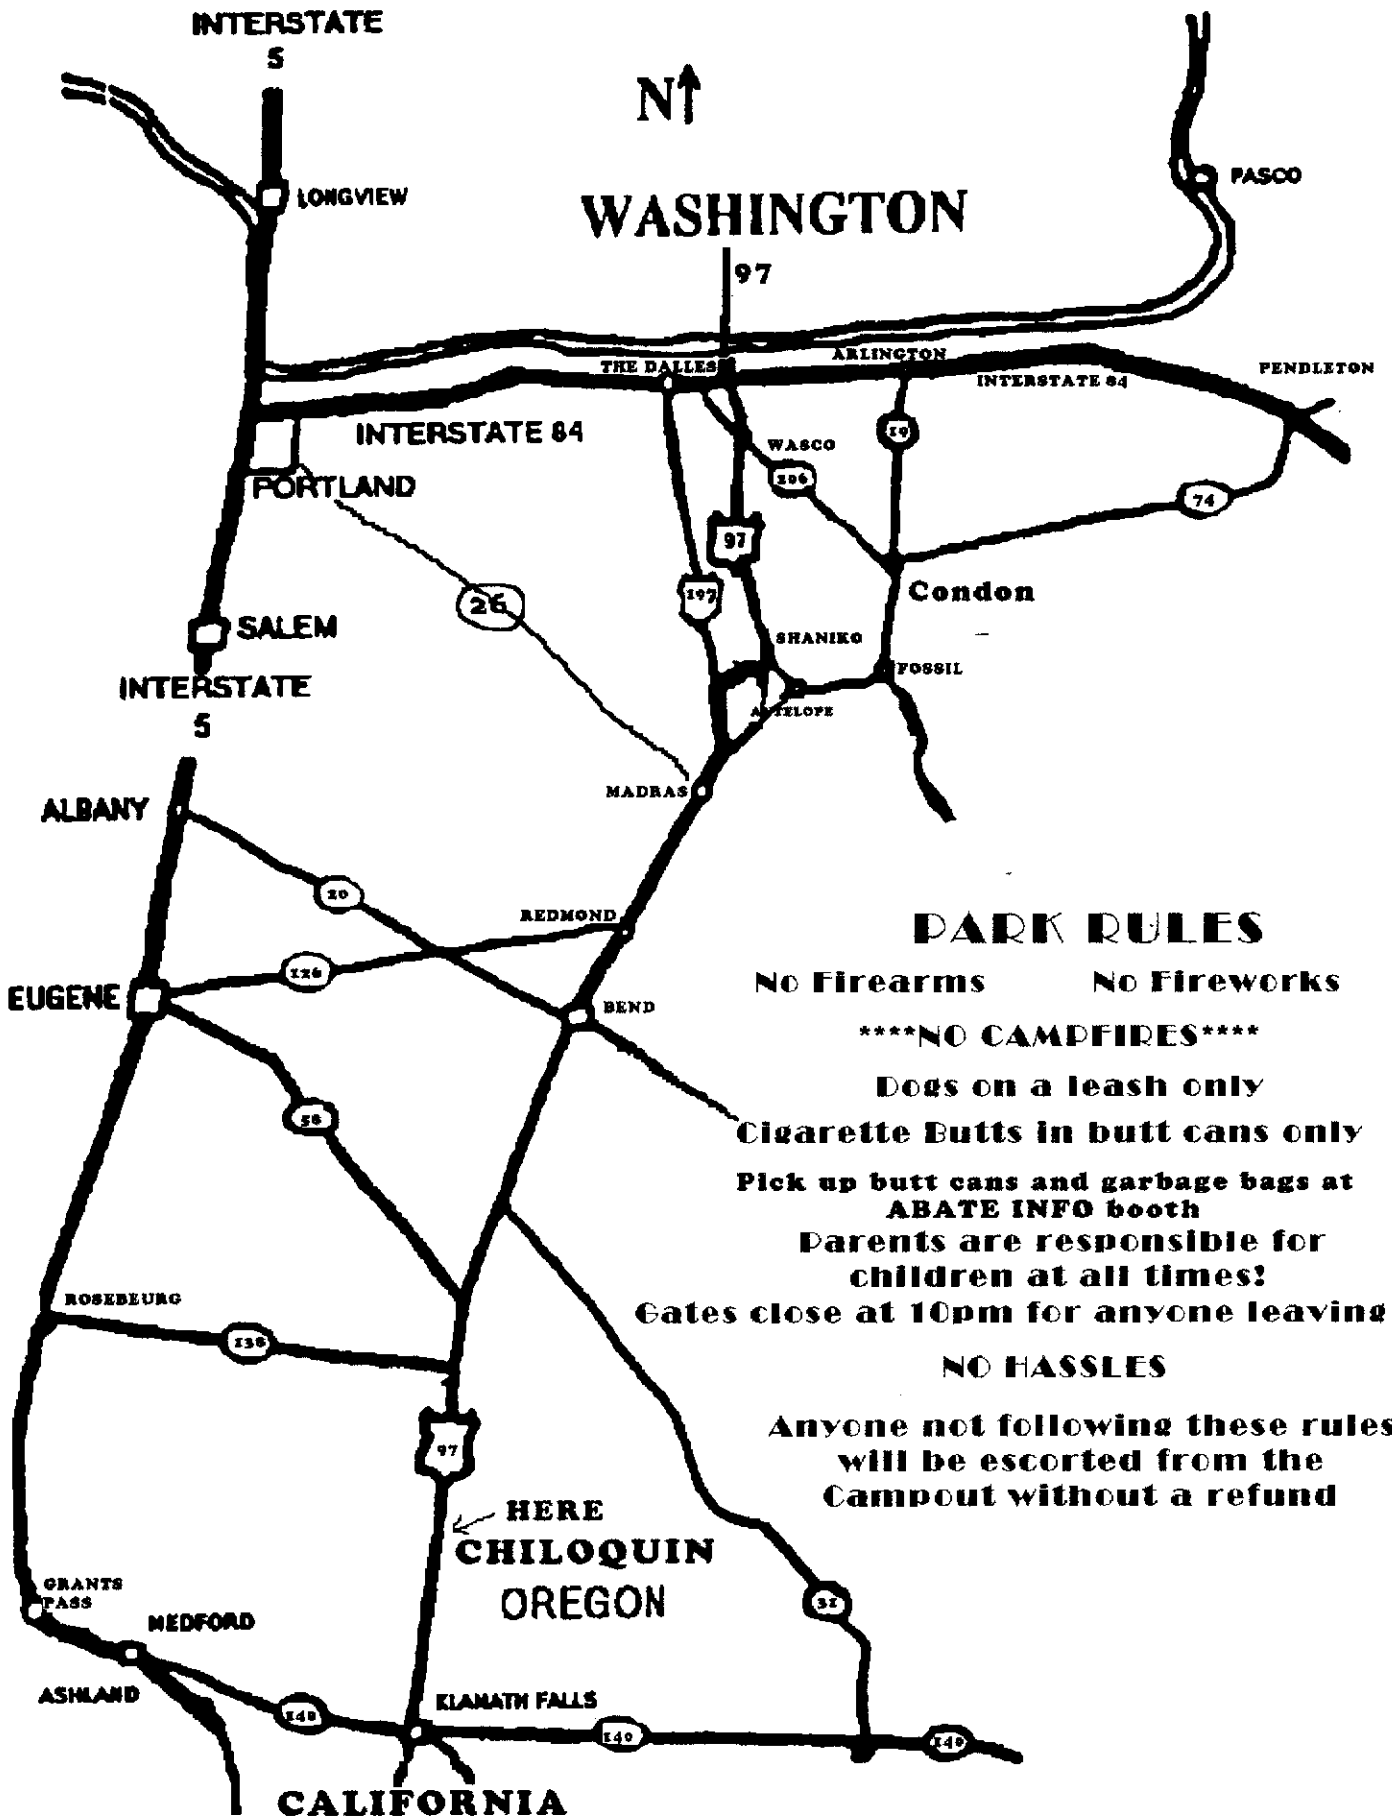 INTERSTATE
5
N
LONGVIEW
PASCO
WASHINGTON
97
THE DALLES
ARLINGTON
INTERSTATE 84
PENDLETON
INTERSTATE 84
19
WASCO
PORTLAND
206
74
97
26
197
Condon
SALEM
SHANIKO
FOSSIL
INTERSTATE
5
ANTELOPE
MADRAS
ALBANY
20
REDMOND
126
EUGENE
BEND
58
PARK RULES
No Firearms No Fireworks
****NO CAMPFIRES****
Dogs on a leash only
Cigarette Butts in butt cans only
Pick up butt cans and garbage bags at
ABATE INFO booth
Parents are responsible for
children at all times!
Gates close at 10pm for anyone leaving
NO HASSLES
Anyone not following these rules
will be escorted from the
Campout without a refund
ROSEBEURG
138
97
HERE
CHILOQUIN
OREGON
GRANTS
PASS
31
MEDFORD
ASHLAND
KLAMATH FALLS
140
140
140
CALIFORNIA